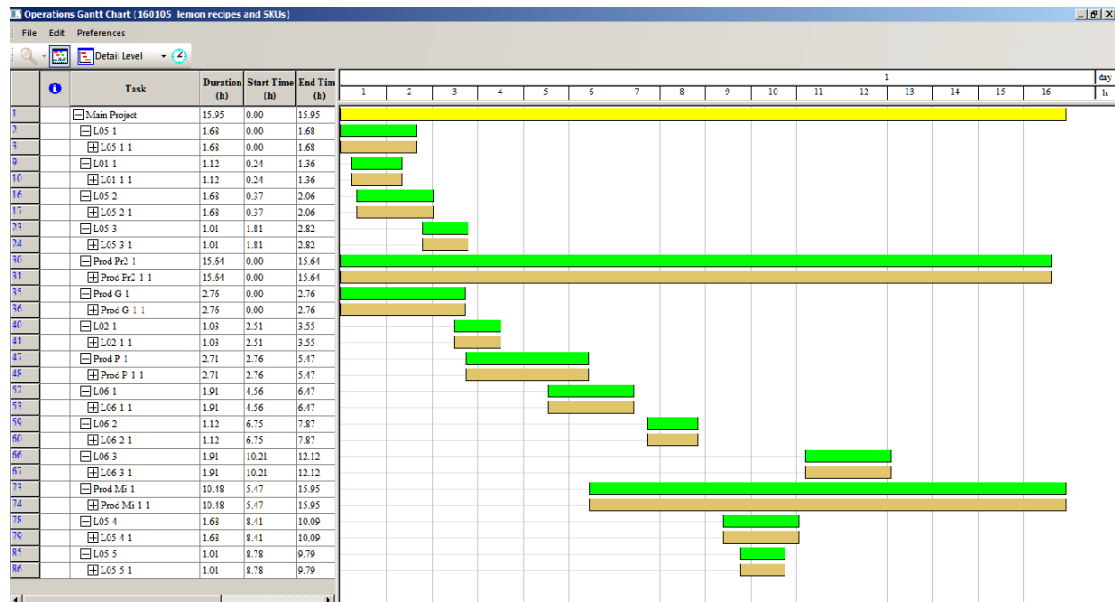 Operations Gantt Chart (160105 lemon recipes and SKUs)
File Edit Preferences
Detail Level 2
Task Duration (h) Start Time (h) End Tim (h) 1 day
1 2 3 4 5 6 7 8 9 10 11 12 13 14 15 16 h
1 Main Project 15.95 0.00 15.95
2 L05 1 1.68 0.00 1.68
3 L05 1 1 1.68 0.00 1.68
9 L01 1 1.12 0.24 1.36
10 L01 1 1 1.12 0.24 1.36
16 L05 2 1.68 0.37 2.06
17 L05 2 1 1.68 0.37 2.06
23 L05 3 1.01 1.81 2.82
24 L05 3 1 1.01 1.81 2.82
30 Prod Pr2 1 15.64 0.00 15.64
31 Prod Pr2 1 1 15.64 0.00 15.64
35 Prod G 1 2.76 0.00 2.76
36 Prod G 1 1 2.76 0.00 2.76
40 L02 1 1.03 2.51 3.55
41 L02 1 1 1.03 2.51 3.55
47 Prod P 1 2.71 2.76 5.47
48 Prod P 1 1 2.71 2.76 5.47
52 L06 1 1.91 4.56 6.47
53 L06 1 1 1.91 4.56 6.47
59 L06 2 1.12 6.75 7.87
60 L06 2 1 1.12 6.75 7.87
66 L06 3 1.91 10.21 12.12
67 L06 3 1 1.91 10.21 12.12
73 Prod Mi 1 10.48 5.47 15.95
74 Prod Mi 1 1 10.48 5.47 15.95
78 L05 4 1.68 8.41 10.09
79 L05 4 1 1.68 8.41 10.09
85 L05 5 1.01 8.78 9.79
86 L05 5 1 1.01 8.78 9.79